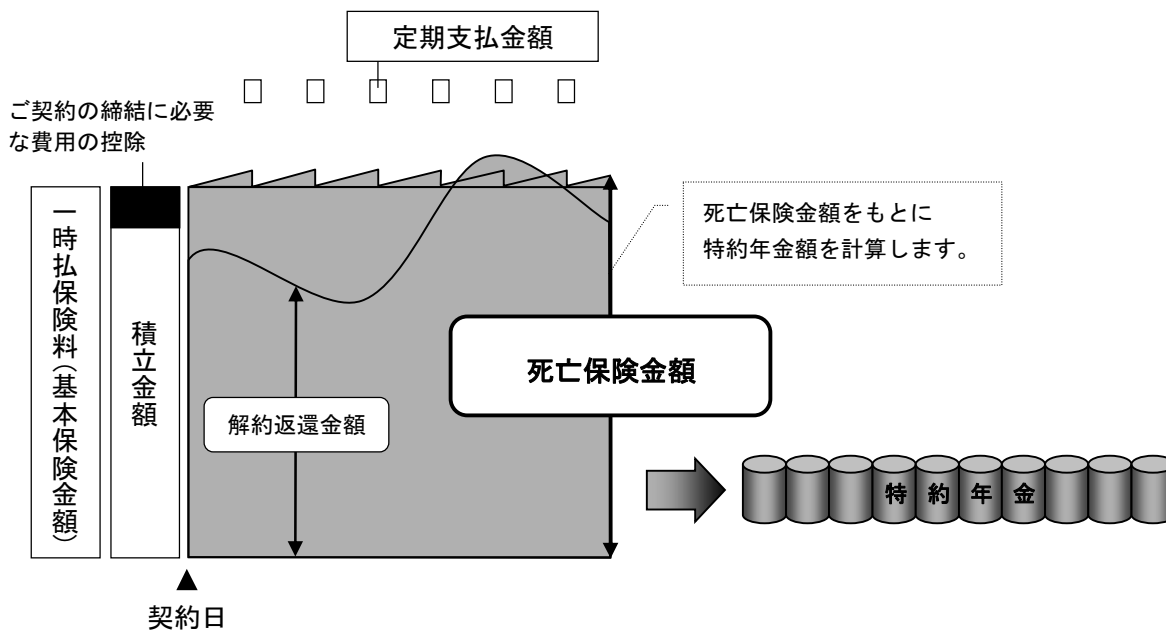 定期支払金額
ご契約の締結に必要
な費用の控除
一時払保険料(基本保険金額)
積立金額
死亡保険金額をもとに
特約年金額を計算します。
死亡保険金額
解約返還金額
特約年金
契約日